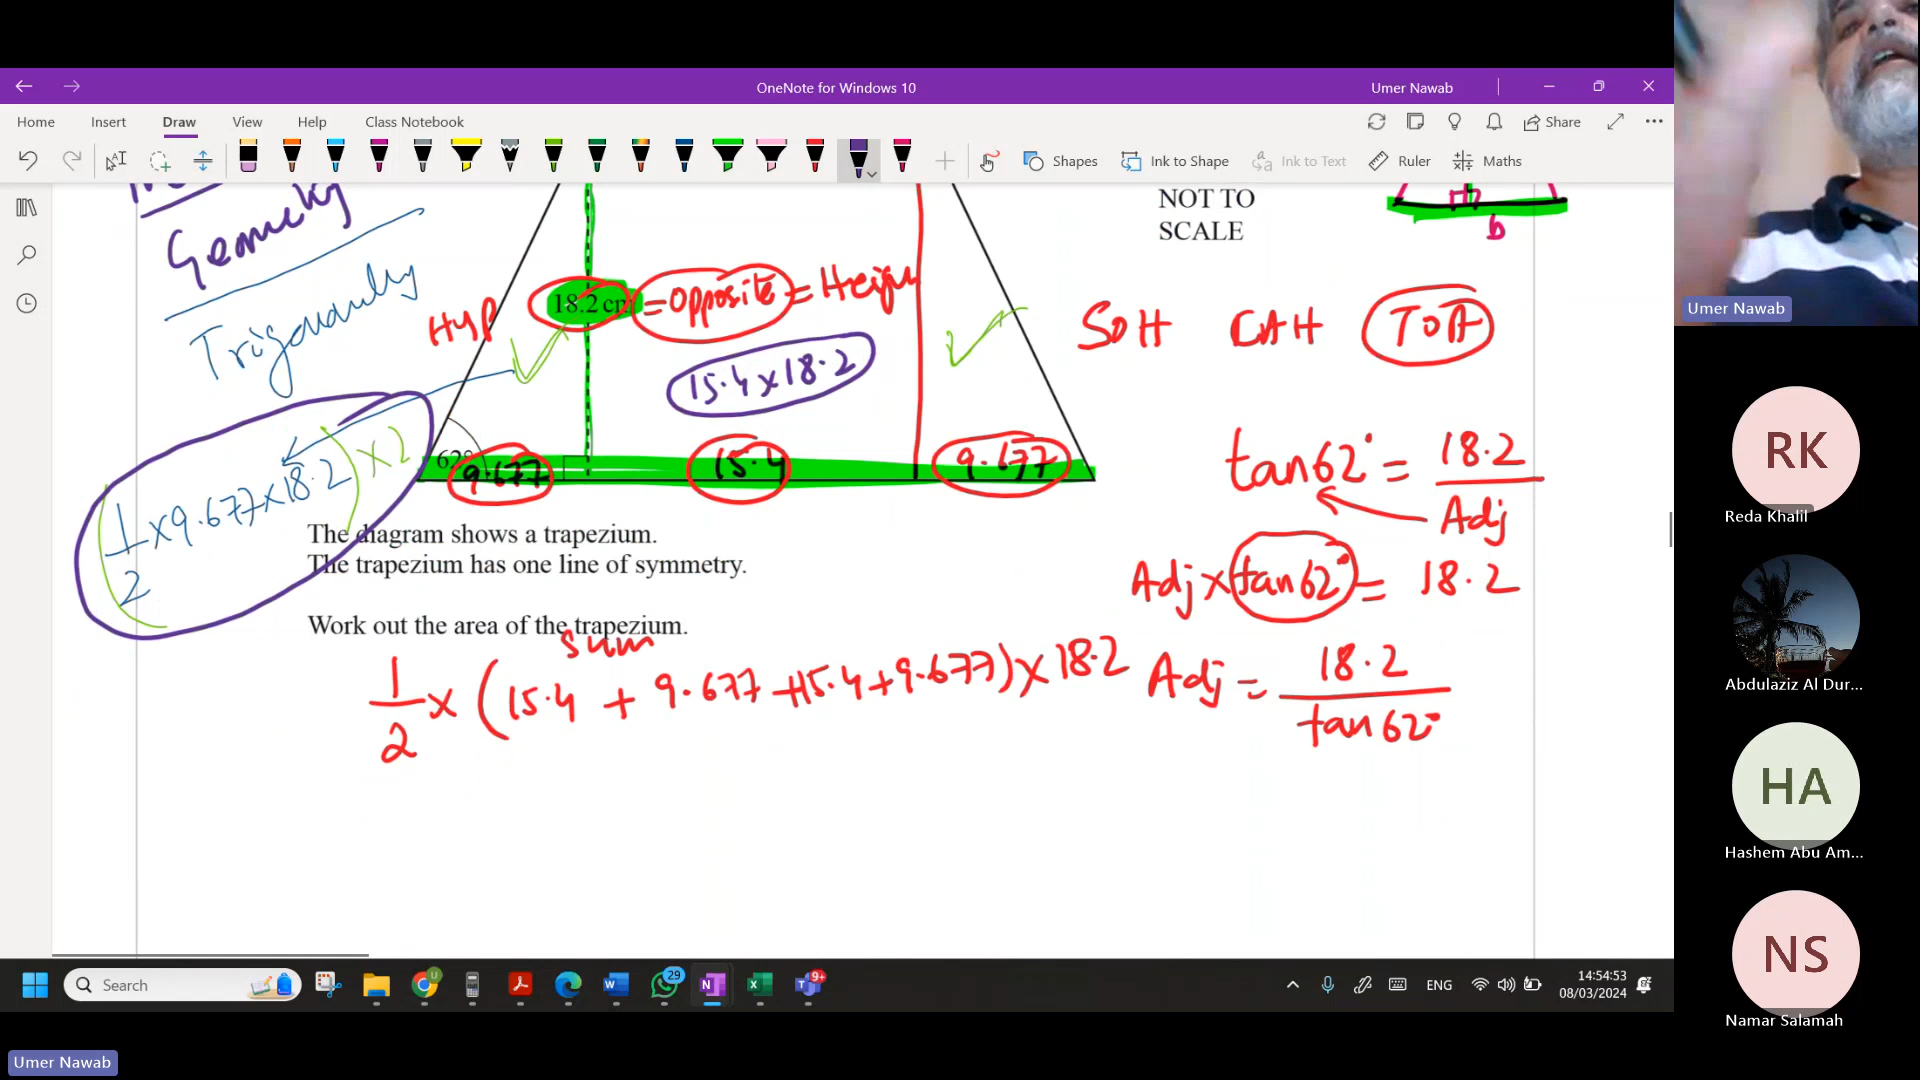 OneNote for Windows 10
Umer Nawab
Home Insert Draw View Help Class Notebook
Share
Shapes Ink to Shape Ink to Text Ruler Maths
Geometry
Trigonometry
NOT TO
SCALE
b
Hyp
18.2 cm = Opposite = Height
15.4 x 18.2
SOH CAH TOA
62°
9.677 15.4 9.677
(1/2 x 9.677 x 18.2) x 2
tan 62° = 18.2 / Adj
Adj x tan 62° = 18.2
Adj = 18.2 / tan 62°
The diagram shows a trapezium.
The trapezium has one line of symmetry.
Work out the area of the trapezium.
Sum
1/2 x (15.4 + 9.677 + 15.4 + 9.677) x 18.2
Umer Nawab
RK
Reda Khalil
Abdulaziz Al Dur...
HA
Hashem Abu Am...
NS
Namar Salamah
Search
29
9+
ENG
14:54:53
08/03/2024
Umer Nawab